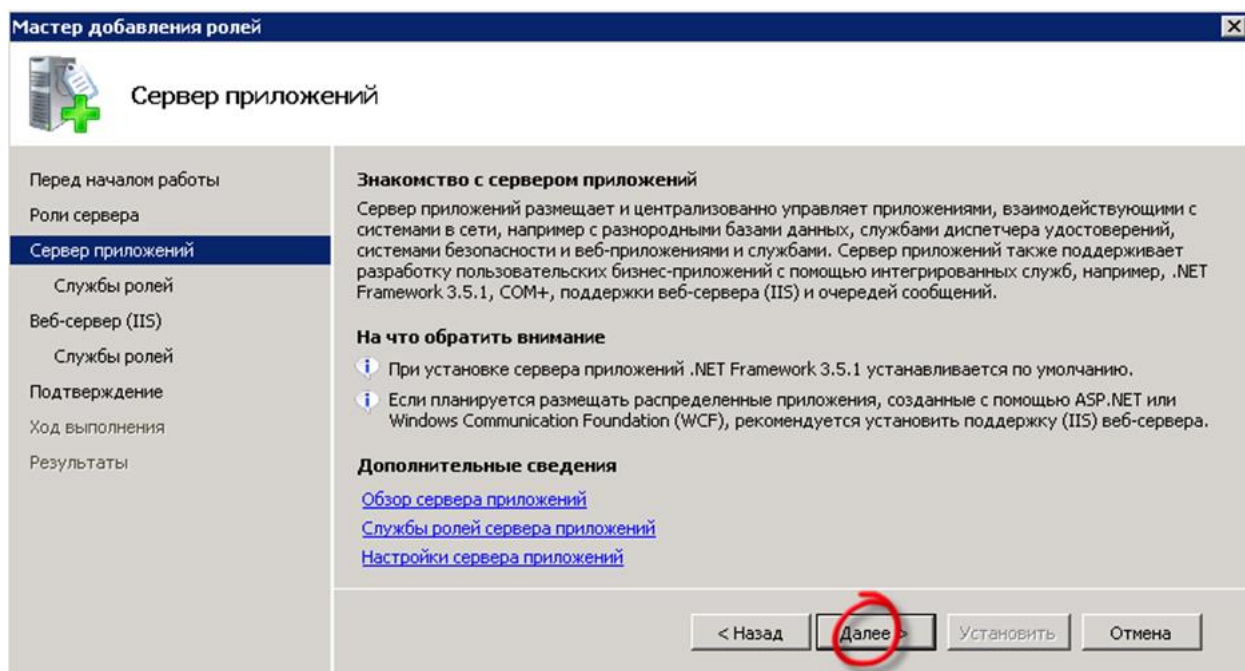 Мастер добавления ролей
Сервер приложений
Перед началом работы
Роли сервера
Сервер приложений
Службы ролей
Веб-сервер (IIS)
Службы ролей
Подтверждение
Ход выполнения
Результаты
Знакомство с сервером приложений
Сервер приложений размещает и централизованно управляет приложениями, взаимодействующими с
системами в сети, например с разнородными базами данных, службами диспетчера удостоверений,
системами безопасности и веб-приложениями и службами. Сервер приложений также поддерживает
разработку пользовательских бизнес-приложений с помощью интегрированных служб, например, .NET
Framework 3.5.1, COM+, поддержки веб-сервера (IIS) и очередей сообщений.
На что обратить внимание
При установке сервера приложений .NET Framework 3.5.1 устанавливается по умолчанию.
Если планируется размещать распределенные приложения, созданные с помощью ASP.NET или
Windows Communication Foundation (WCF), рекомендуется установить поддержку (IIS) веб-сервера.
Дополнительные сведения
Обзор сервера приложений
Службы ролей сервера приложений
Настройки сервера приложений
< Назад Далее > Установить Отмена